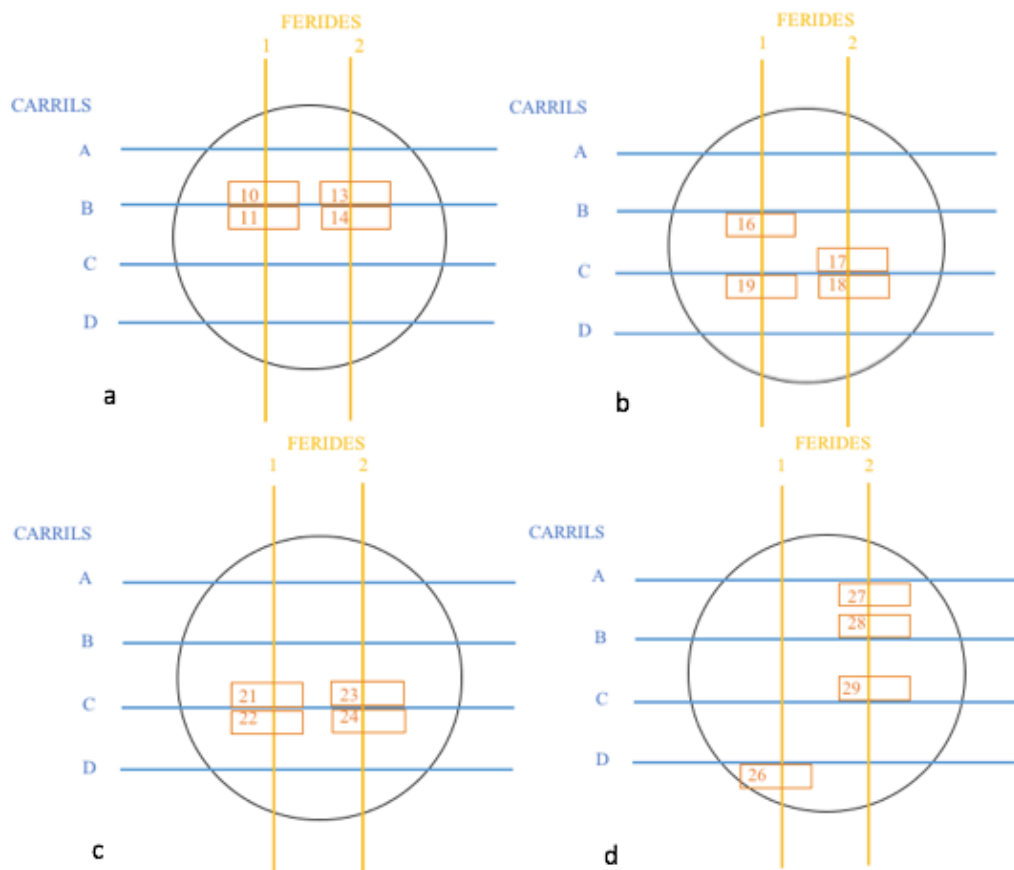 FERIDES
1 2
CARRILS
A
10 13
B
11 14
C
D
a
FERIDES
1 2
CARRILS
A
B
16
17
C
19 18
D
b
FERIDES
1 2
CARRILS
A
B
21 23
C
22 24
D
c
FERIDES
1 2
CARRILS
A
27
28
B
29
C
D
26
d